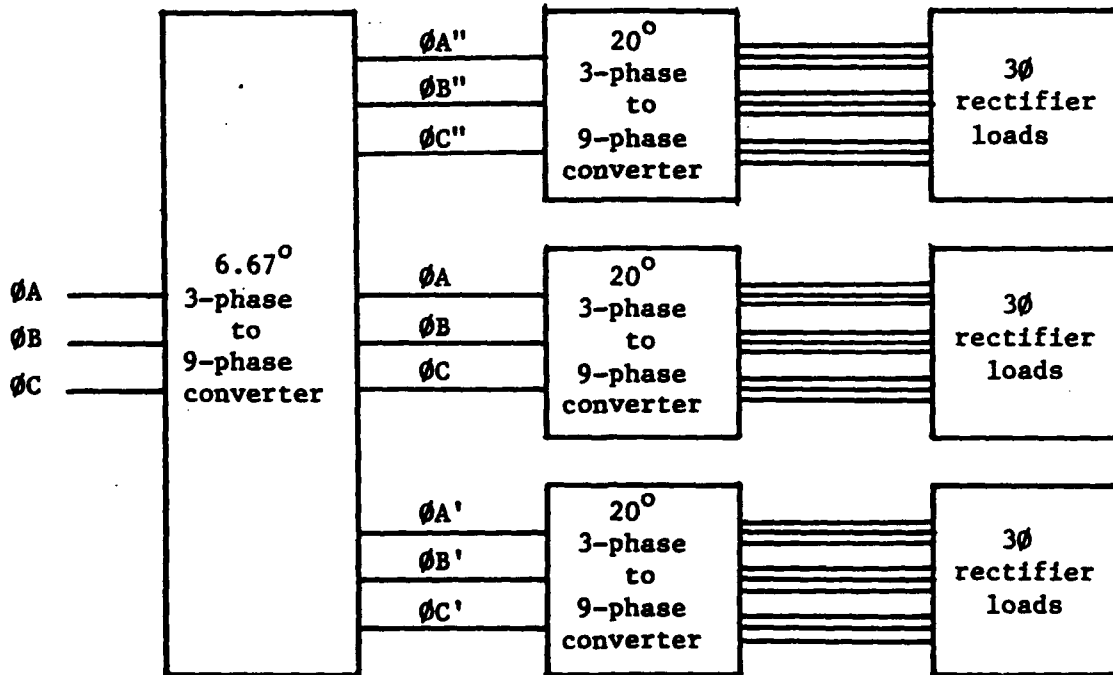 ØA
ØB
ØC
6.67°
3-phase
to
9-phase
converter
ØA"
ØB"
ØC"
20°
3-phase
to
9-phase
converter
3Ø
rectifier
loads
ØA
ØB
ØC
20°
3-phase
to
9-phase
converter
3Ø
rectifier
loads
ØA'
ØB'
ØC'
20°
3-phase
to
9-phase
converter
3Ø
rectifier
loads